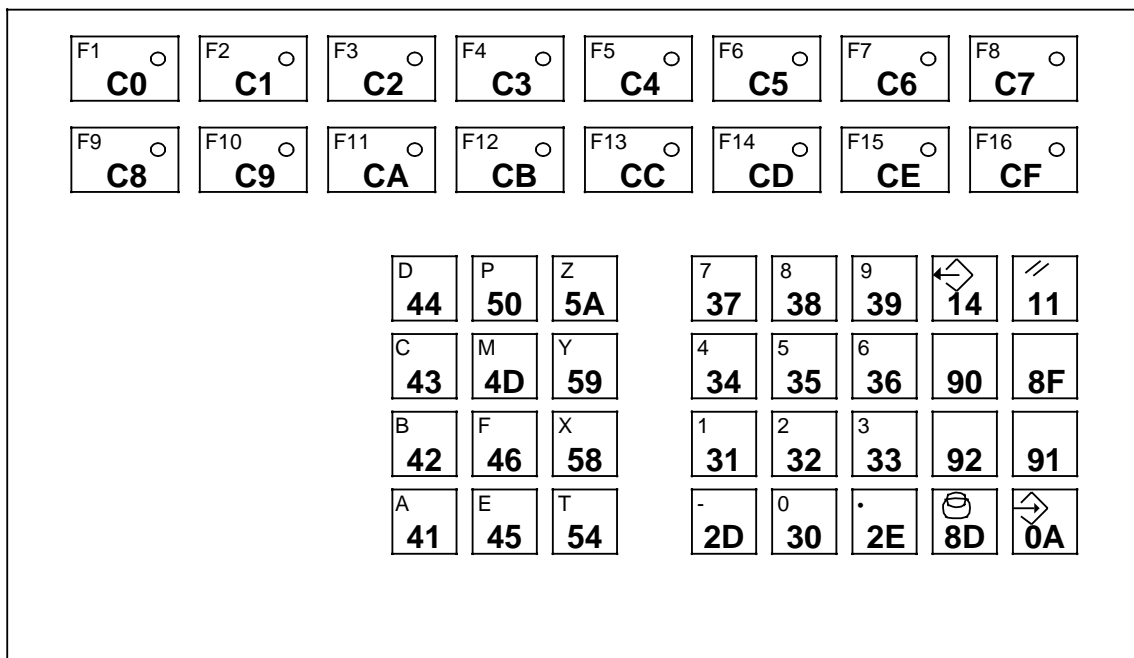 F1 F2 F3 F4 F5 F6 F7 F8
C0 C1 C2 C3 C4 C5 C6 C7
F9 F10 F11 F12 F13 F14 F15 F16
C8 C9 CA CB CC CD CE CF
D P Z 7 8 9
44 50 5A 37 38 39 14 11
C M Y 4 5 6
43 4D 59 34 35 36 90 8F
B F X 1 2 3
42 46 58 31 32 33 92 91
A E T - 0 •
41 45 54 2D 30 2E 8D 0A